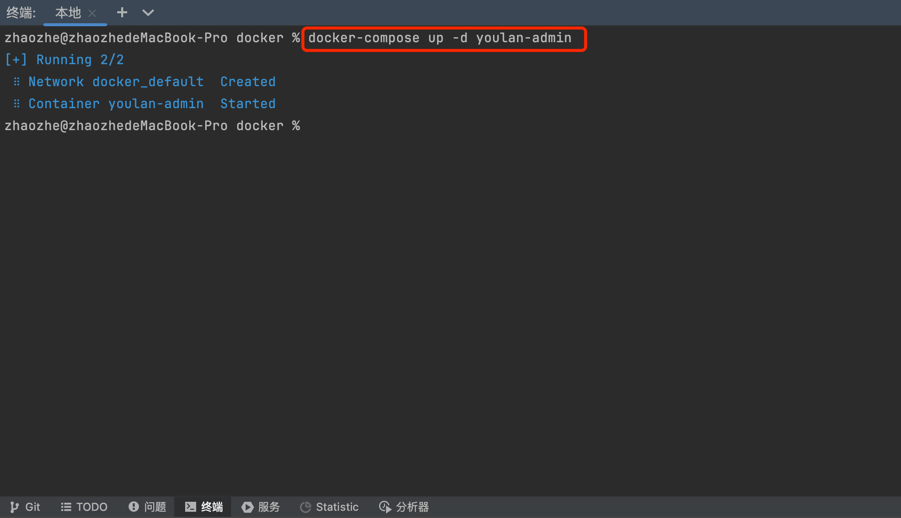 终端: 本地
zhaozhe@zhaozhedeMacBook-Pro docker % docker-compose up -d youlan-admin
[+] Running 2/2
⠿ Network docker_default Created
⠿ Container youlan-admin Started
zhaozhe@zhaozhedeMacBook-Pro docker %
Git TODO 问题 终端 服务 Statistic 分析器